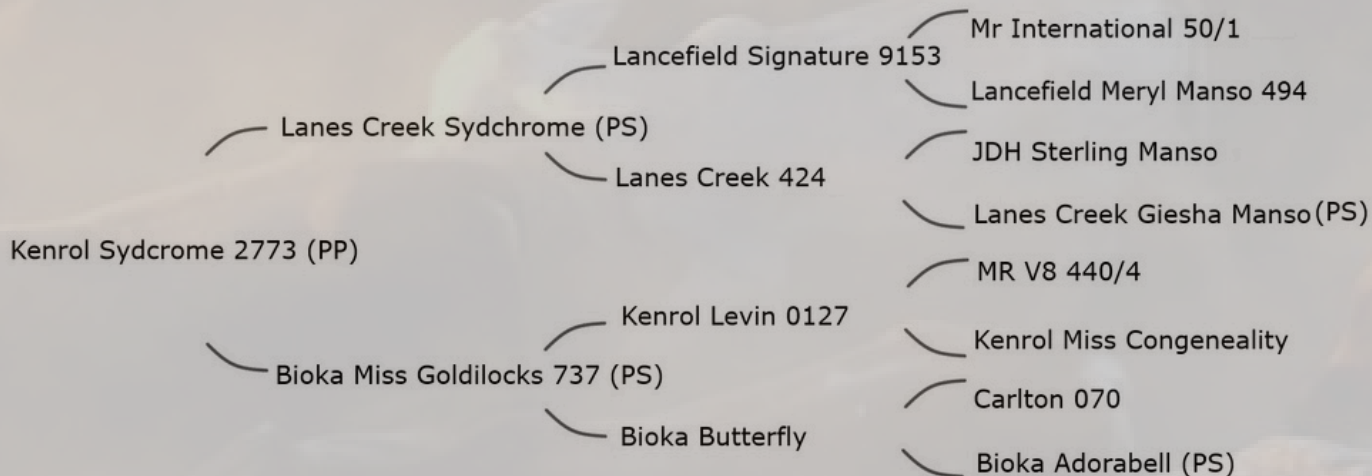 Mr International 50/1
Lancefield Signature 9153
Lancefield Meryl Manso 494
Lanes Creek Sydchrome (PS)
JDH Sterling Manso
Lanes Creek 424
Lanes Creek Giesha Manso(PS)
Kenrol Sydcrome 2773 (PP)
MR V8 440/4
Kenrol Levin 0127
Kenrol Miss Congeneality
Bioka Miss Goldilocks 737 (PS)
Carlton 070
Bioka Butterfly
Bioka Adorabell (PS)